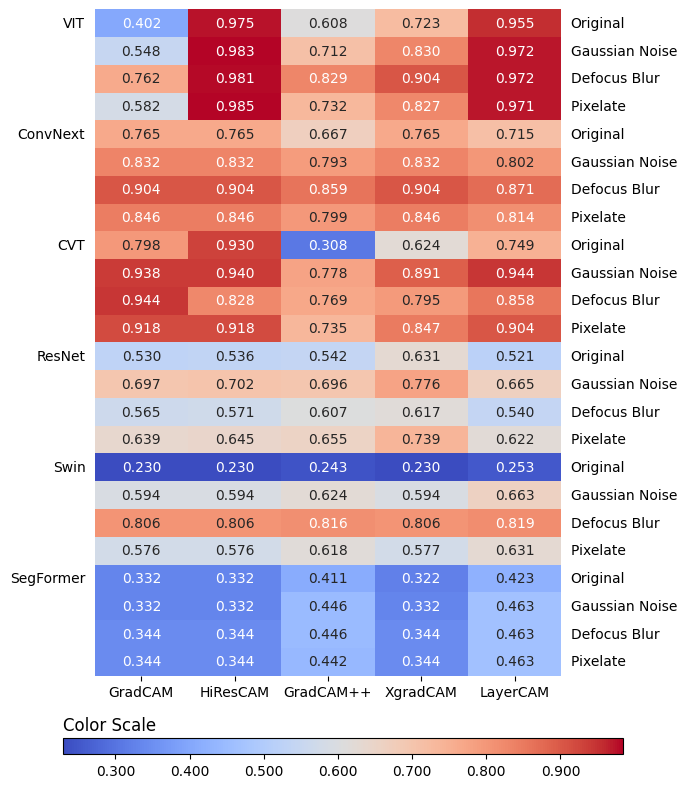 VIT 0.402 0.975 0.608 0.723 0.955 Original
0.548 0.983 0.712 0.830 0.972 Gaussian Noise
0.762 0.981 0.829 0.904 0.972 Defocus Blur
0.582 0.985 0.732 0.827 0.971 Pixelate
ConvNext 0.765 0.765 0.667 0.765 0.715 Original
0.832 0.832 0.793 0.832 0.802 Gaussian Noise
0.904 0.904 0.859 0.904 0.871 Defocus Blur
0.846 0.846 0.799 0.846 0.814 Pixelate
CVT 0.798 0.930 0.308 0.624 0.749 Original
0.938 0.940 0.778 0.891 0.944 Gaussian Noise
0.944 0.828 0.769 0.795 0.858 Defocus Blur
0.918 0.918 0.735 0.847 0.904 Pixelate
ResNet 0.530 0.536 0.542 0.631 0.521 Original
0.697 0.702 0.696 0.776 0.665 Gaussian Noise
0.565 0.571 0.607 0.617 0.540 Defocus Blur
0.639 0.645 0.655 0.739 0.622 Pixelate
Swin 0.230 0.230 0.243 0.230 0.253 Original
0.594 0.594 0.624 0.594 0.663 Gaussian Noise
0.806 0.806 0.816 0.806 0.819 Defocus Blur
0.576 0.576 0.618 0.577 0.631 Pixelate
SegFormer 0.332 0.332 0.411 0.322 0.423 Original
0.332 0.332 0.446 0.332 0.463 Gaussian Noise
0.344 0.344 0.446 0.344 0.463 Defocus Blur
0.344 0.344 0.442 0.344 0.463 Pixelate
GradCAM HiResCAM GradCAM++ XgradCAM LayerCAM
Color Scale
0.300 0.400 0.500 0.600 0.700 0.800 0.900